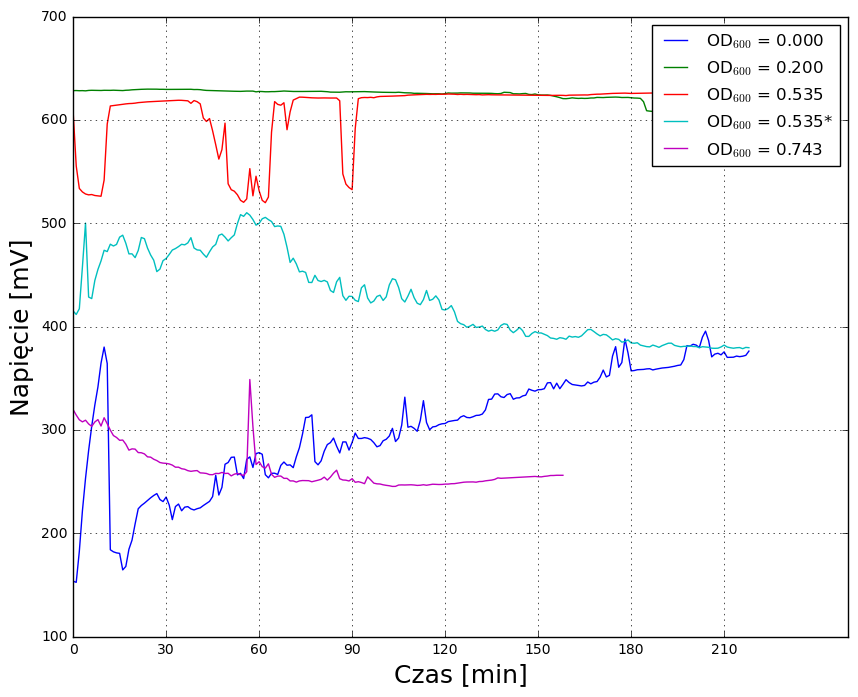 700
600
500
400
300
200
100
0 30 60 90 120 150 180 210
Napięcie [mV]
Czas [min]
OD₆₀₀ = 0.000
OD₆₀₀ = 0.200
OD₆₀₀ = 0.535
OD₆₀₀ = 0.535*
OD₆₀₀ = 0.743